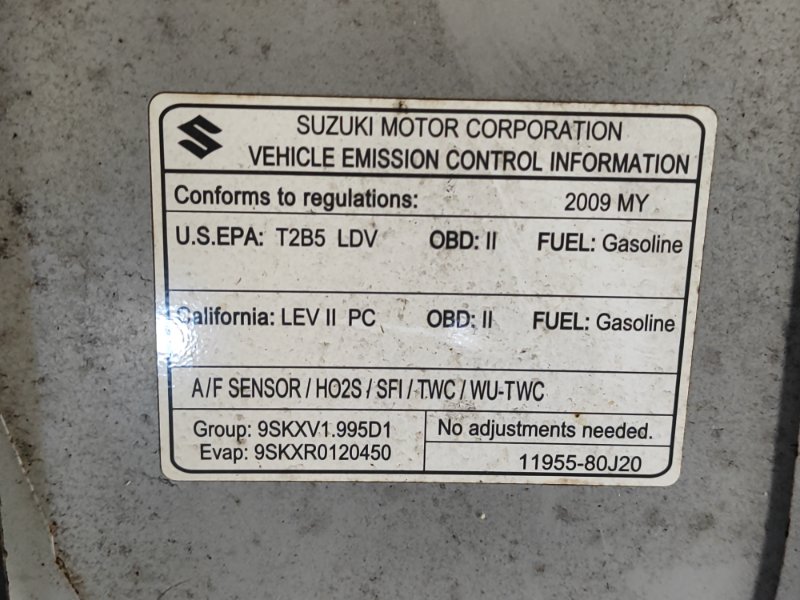 SUZUKI MOTOR CORPORATION
VEHICLE EMISSION CONTROL INFORMATION
Conforms to regulations: 2009 MY
U.S.EPA: T2B5 LDV OBD: II FUEL: Gasoline
California: LEV II PC OBD: II FUEL: Gasoline
A/F SENSOR / HO2S / SFI / TWC / WU-TWC
Group: 9SKXV1.995D1
Evap: 9SKXR0120450
No adjustments needed.
11955-80J20